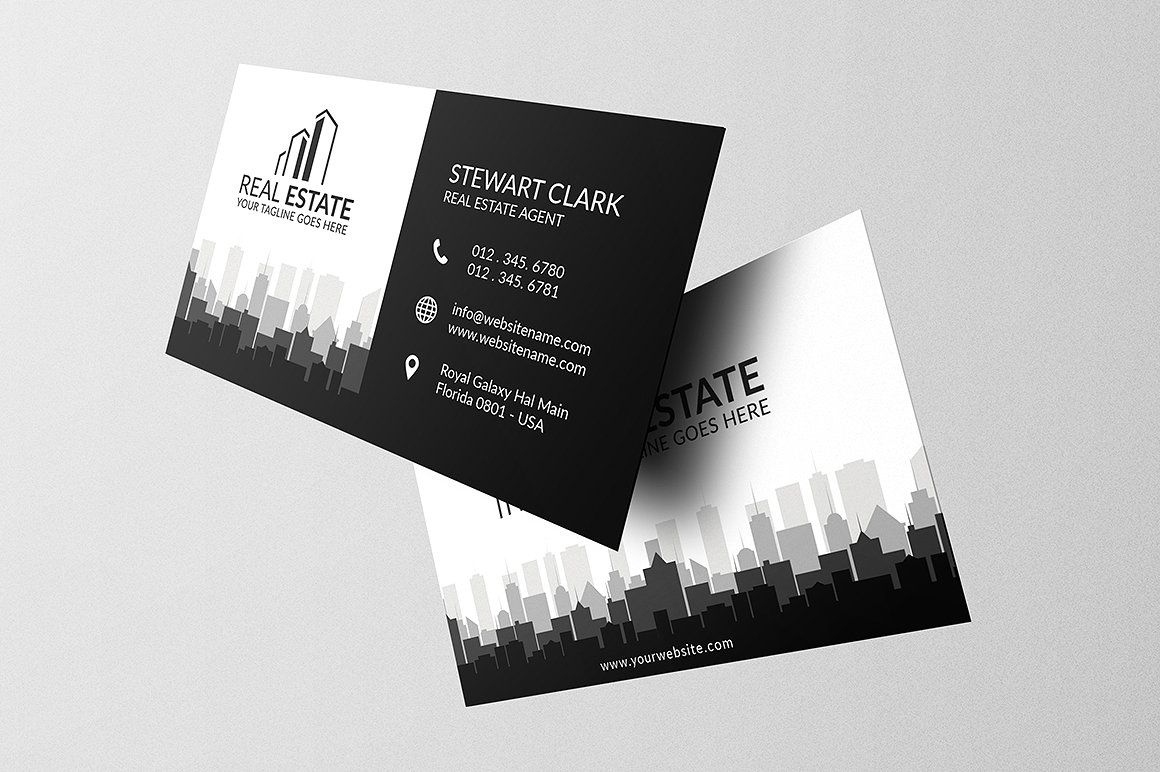 REAL ESTATE
YOUR TAGLINE GOES HERE
STEWART CLARK
REAL ESTATE AGENT
012 . 345. 6780
012 . 345. 6781
info@websitename.com
www.websitename.com
Royal Galaxy Hal Main
Florida 0801 - USA
ESTATE
GOES HERE
www.yourwebsite.com